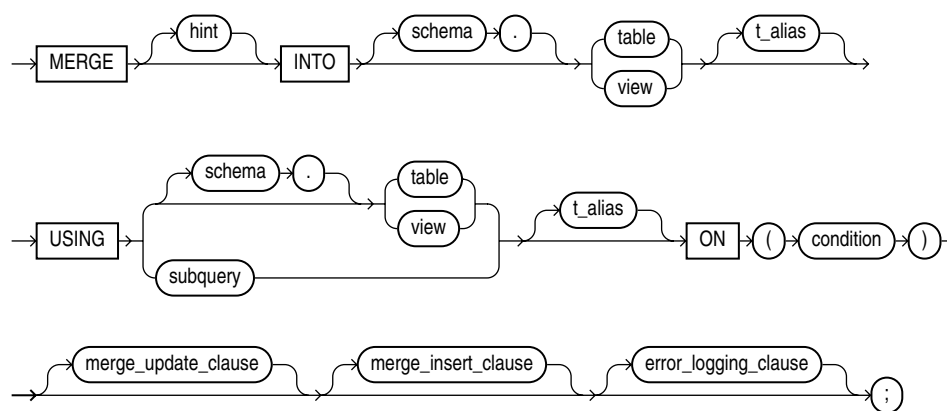 hint schema . table t_alias
MERGE INTO view
schema . table t_alias
USING view ON ( condition )
subquery
merge_update_clause merge_insert_clause error_logging_clause
;